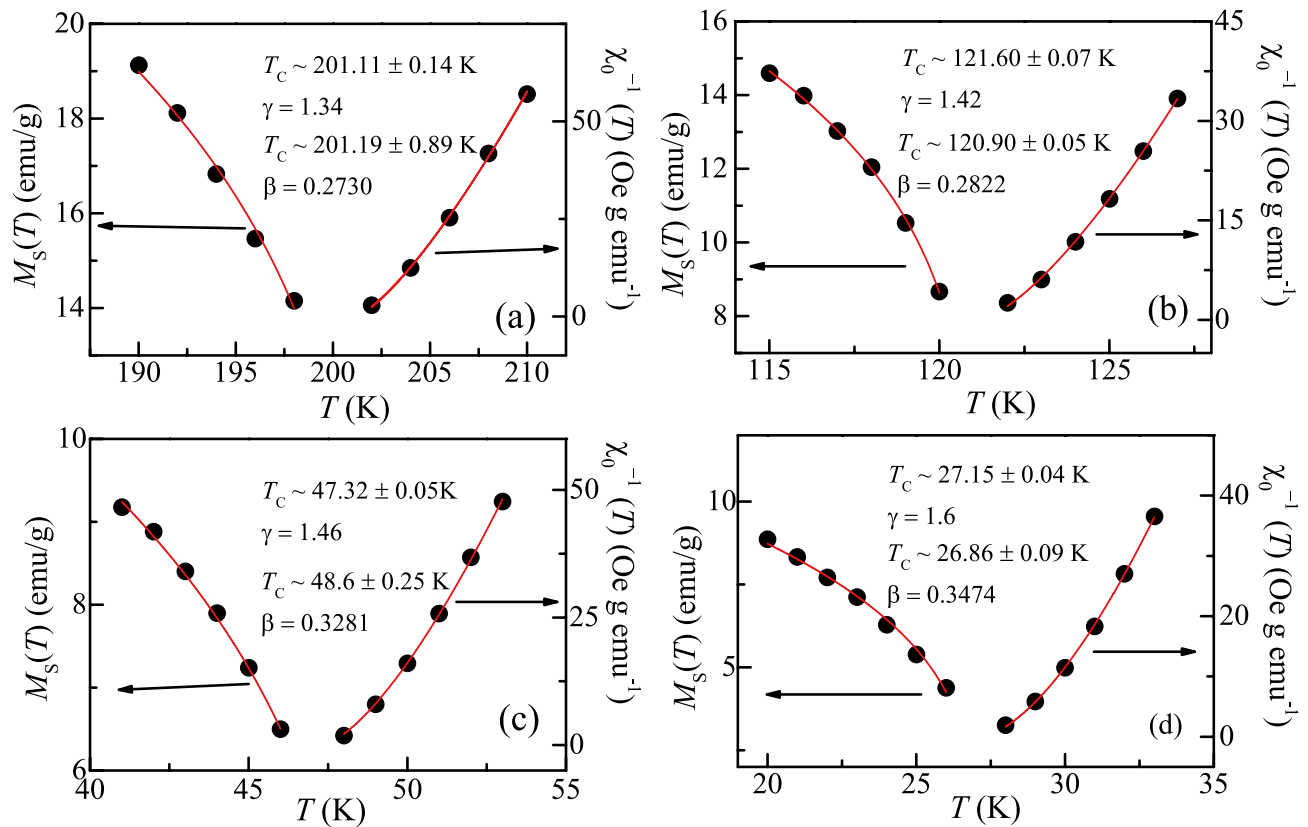 20
18
16
14
M_S(T) (emu/g)
T_C ~ 201.11 ± 0.14 K
γ = 1.34
T_C ~ 201.19 ± 0.89 K
β = 0.2730
(a)
50
0
χ_0^{-1} (T) (Oe g emu^{-1})
190 195 200 205 210
T (K)
16
14
12
10
8
M_S(T) (emu/g)
T_C ~ 121.60 ± 0.07 K
γ = 1.42
T_C ~ 120.90 ± 0.05 K
β = 0.2822
(b)
45
30
15
0
χ_0^{-1} (T) (Oe g emu^{-1})
115 120 125
T (K)
10
8
6
M_S(T) (emu/g)
T_C ~ 47.32 ± 0.05K
γ = 1.46
T_C ~ 48.6 ± 0.25 K
β = 0.3281
(c)
50
25
0
χ_0^{-1} (T) (Oe g emu^{-1})
40 45 50 55
T (K)
10
5
M_S(T) (emu/g)
T_C ~ 27.15 ± 0.04 K
γ = 1.6
T_C ~ 26.86 ± 0.09 K
β = 0.3474
(d)
40
20
0
χ_0^{-1} (T) (Oe g emu^{-1})
20 25 30 35
T (K)